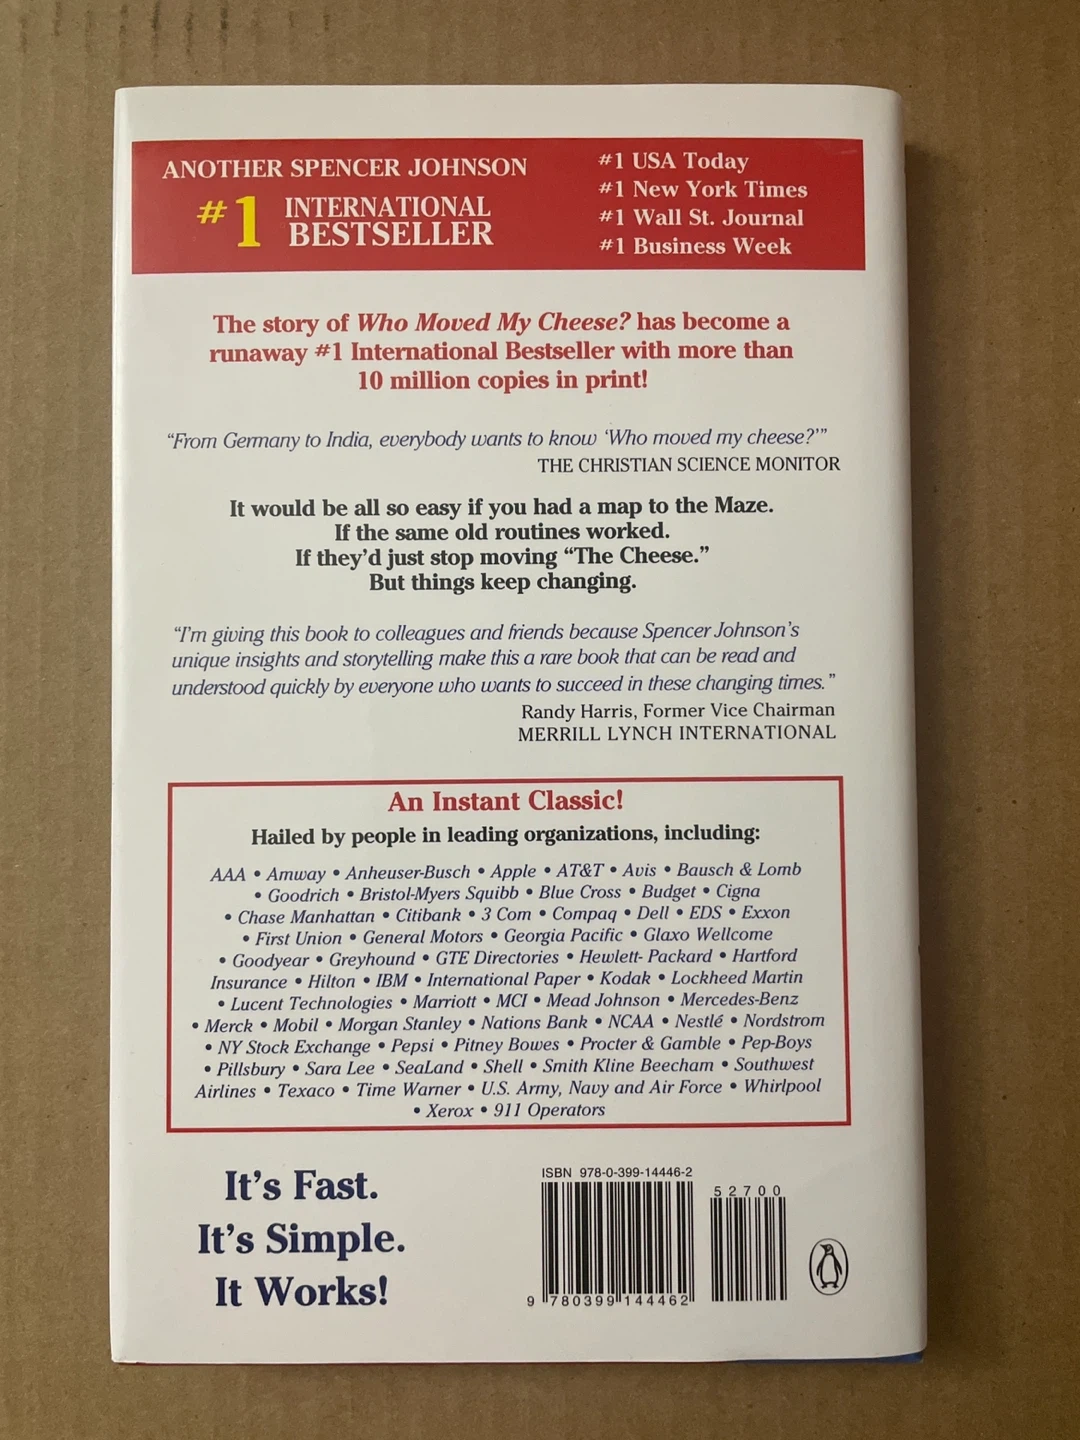 ANOTHER SPENCER JOHNSON
#1 INTERNATIONAL
BESTSELLER
#1 USA Today
#1 New York Times
#1 Wall St. Journal
#1 Business Week
The story of Who Moved My Cheese? has become a
runaway #1 International Bestseller with more than
10 million copies in print!
“From Germany to India, everybody wants to know ‘Who moved my cheese?’”
THE CHRISTIAN SCIENCE MONITOR
It would be all so easy if you had a map to the Maze.
If the same old routines worked.
If they’d just stop moving “The Cheese.”
But things keep changing.
“I’m giving this book to colleagues and friends because Spencer Johnson’s
unique insights and storytelling make this a rare book that can be read and
understood quickly by everyone who wants to succeed in these changing times.”
Randy Harris, Former Vice Chairman
MERRILL LYNCH INTERNATIONAL
An Instant Classic!
Hailed by people in leading organizations, including:
AAA • Amway • Anheuser-Busch • Apple • AT&T • Avis • Bausch & Lomb
• Goodrich • Bristol-Myers Squibb • Blue Cross • Budget • Cigna
• Chase Manhattan • Citibank • 3 Com • Compaq • Dell • EDS • Exxon
• First Union • General Motors • Georgia Pacific • Glaxo Wellcome
• Goodyear • Greyhound • GTE Directories • Hewlett- Packard • Hartford
Insurance • Hilton • IBM • International Paper • Kodak • Lockheed Martin
• Lucent Technologies • Marriott • MCI • Mead Johnson • Mercedes-Benz
• Merck • Mobil • Morgan Stanley • Nations Bank • NCAA • Nestlé • Nordstrom
• NY Stock Exchange • Pepsi • Pitney Bowes • Procter & Gamble • Pep-Boys
• Pillsbury • Sara Lee • SeaLand • Shell • Smith Kline Beecham • Southwest
Airlines • Texaco • Time Warner • U.S. Army, Navy and Air Force • Whirlpool
• Xerox • 911 Operators
It’s Fast.
It’s Simple.
It Works!
ISBN 978-0-399-14446-2
52700
9 780399 144462